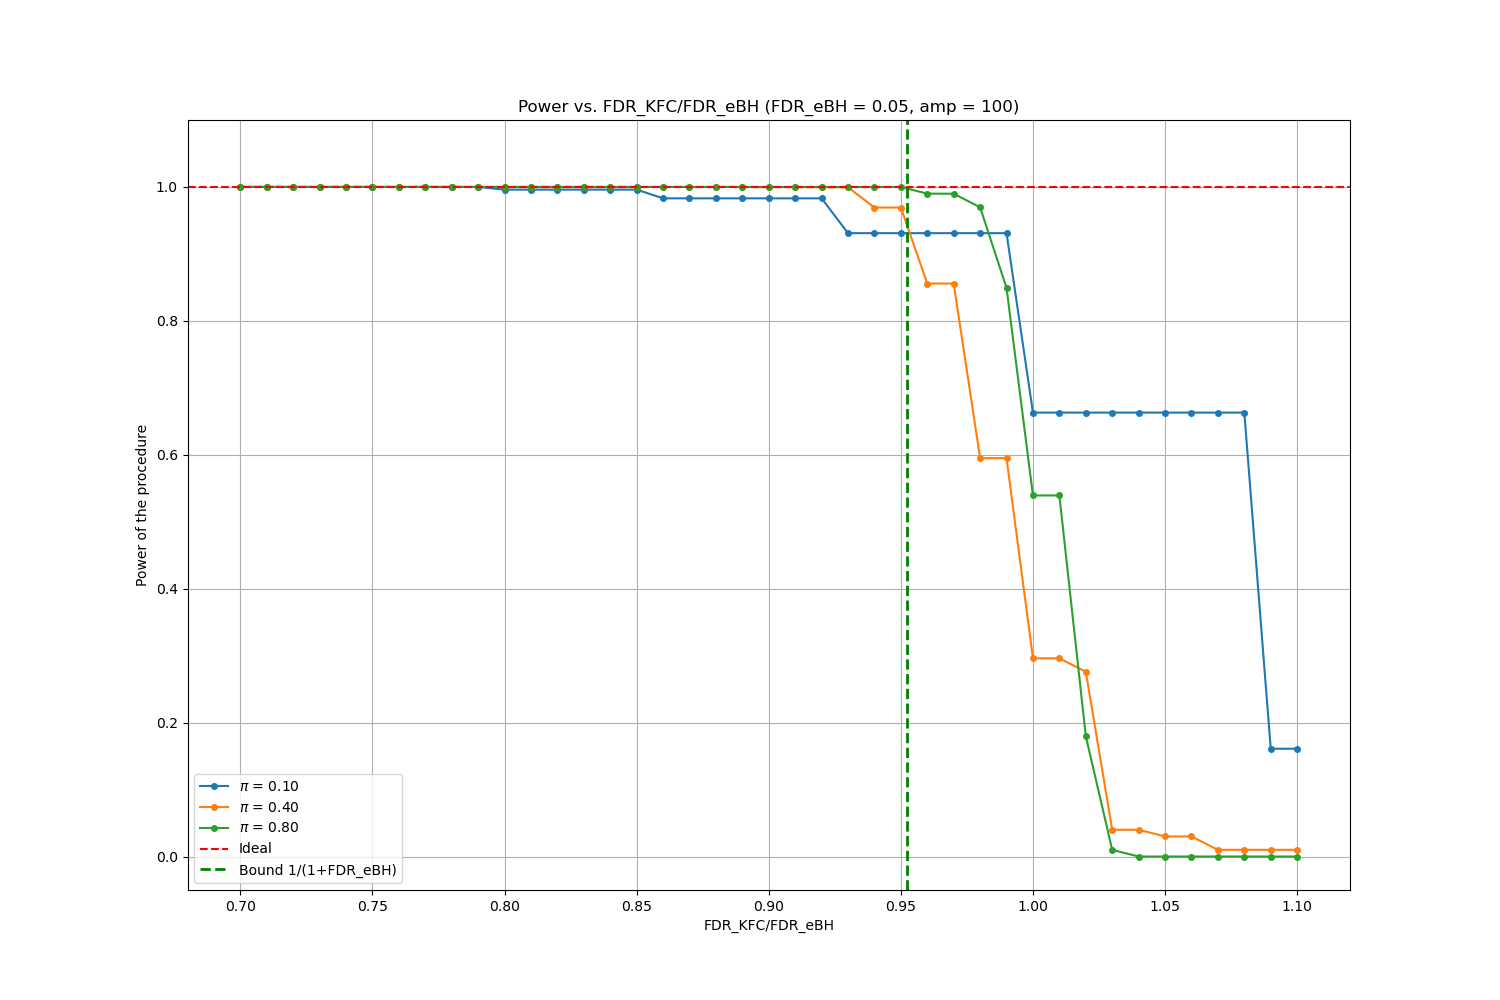 Power vs. FDR_KFC/FDR_eBH (FDR_eBH = 0.05, amp = 100)
Power of the procedure
1.0
0.8
0.6
0.4
0.2
0.0
π = 0.10
π = 0.40
π = 0.80
Ideal
Bound 1/(1+FDR_eBH)
0.70 0.75 0.80 0.85 0.90 0.95 1.00 1.05 1.10
FDR_KFC/FDR_eBH